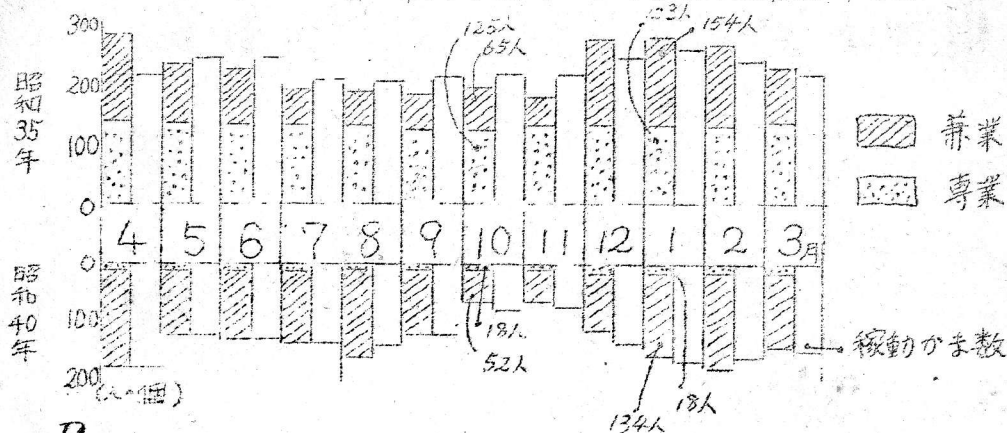 300
200
100
0
昭和35年
125人
65人
123人
154人
兼業
専業
4 5 6 7 8 9 10 11 12 1 2 3月
0
100
200
昭和40年
(人・個)
18人
52人
134人
18人
稼動かま数